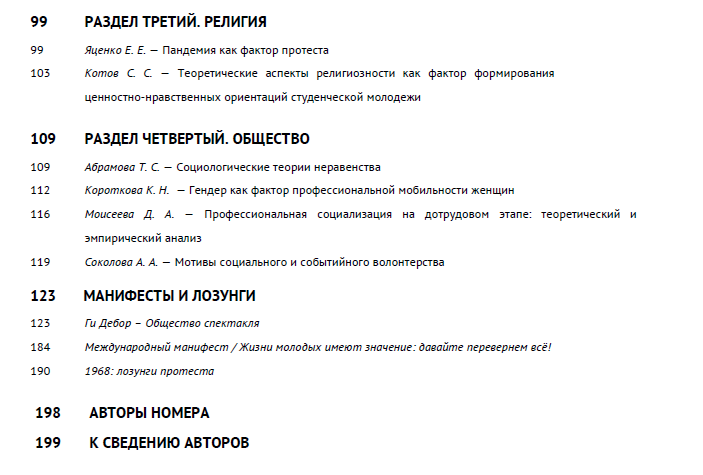 99 РАЗДЕЛ ТРЕТИЙ. РЕЛИГИЯ
99 Яценко Е. Е. — Пандемия как фактор протеста
103 Котов С. С. — Теоретические аспекты религиозности как фактор формирования
ценностно-нравственных ориентаций студенческой молодежи
109 РАЗДЕЛ ЧЕТВЕРТЫЙ. ОБЩЕСТВО
109 Абрамова Т. С. — Социологические теории неравенства
112 Короткова К. Н. — Гендер как фактор профессиональной мобильности женщин
116 Моисеева Д. А. — Профессиональная социализация на дотрудовом этапе: теоретический и
эмпирический анализ
119 Соколова А. А. — Мотивы социального и событийного волонтерства
123 МАНИФЕСТЫ И ЛОЗУНГИ
123 Ги Дебор – Общество спектакля
184 Международный манифест / Жизни молодых имеют значение: давайте перевернем всё!
190 1968: лозунги протеста
198 АВТОРЫ НОМЕРА
199 К СВЕДЕНИЮ АВТОРОВ